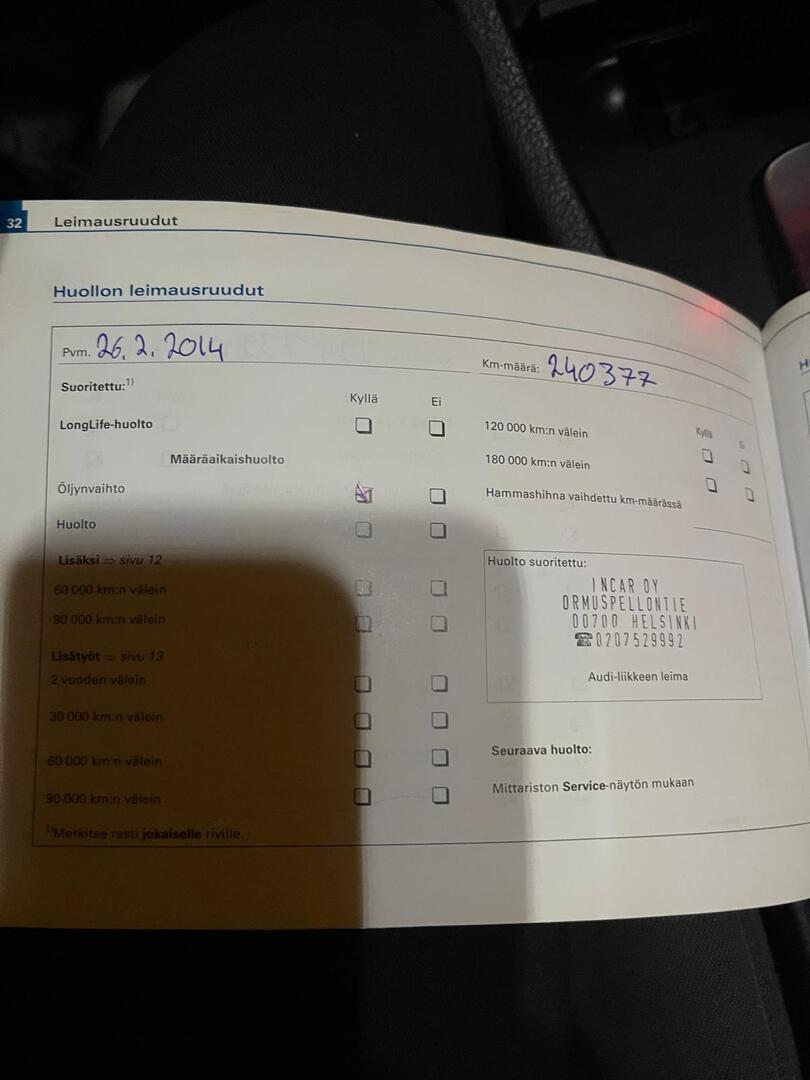 32 Leimausruudut
Huollon leimausruudut
Pvm. 26.2.2014
Km-määrä: 240377
Suoritettu:1)
Kyllä Ei
LongLife-huolto
Määräaikaishuolto
Öljynvaihto
Huolto
Lisäksi ⇒ sivu 12
60 000 km:n välein
90 000 km:n välein
Lisätyöt ⇒ sivu 13
2 vuoden välein
30 000 km:n välein
60 000 km:n välein
90 000 km:n välein
1)Merkitse rasti jokaiselle riville.
Kyllä Ei
120 000 km:n välein
180 000 km:n välein
Hammashihna vaihdettu km-määrässä
Huolto suoritettu:
INCAR OY
ORMUSPELLONTIE
00700 HELSINKI
☎0207529992
Audi-liikkeen leima
Seuraava huolto:
Mittariston Service-näytön mukaan